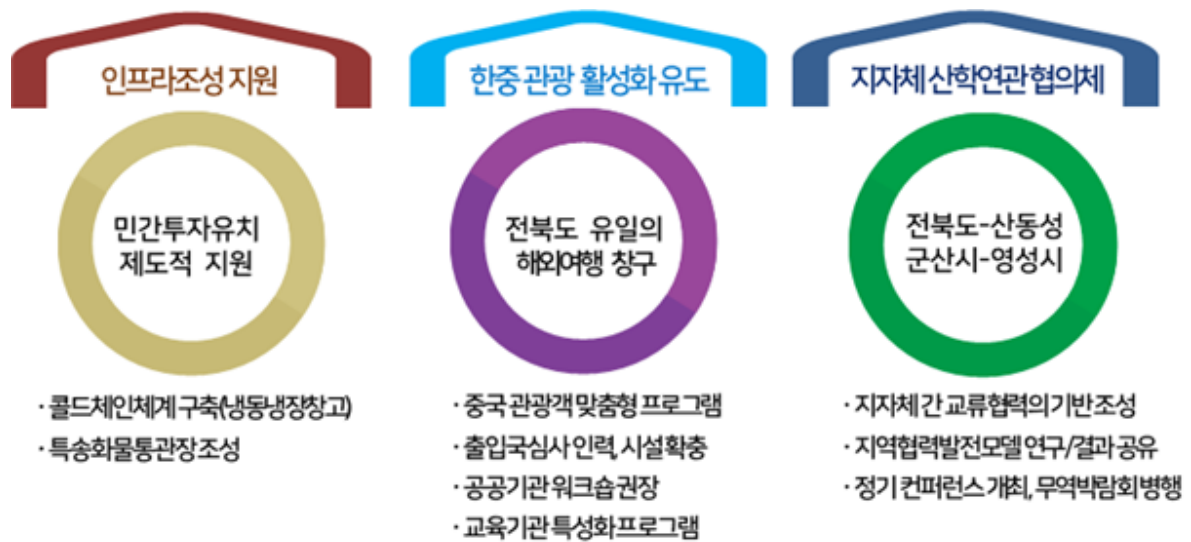 인프라조성 지원
민간투자유치
제도적 지원
· 콜드체인체계 구축(냉동냉장창고)
· 특송화물통관장 조성
한중 관광 활성화 유도
전북도 유일의
해외여행 창구
· 중국 관광객 맞춤형 프로그램
· 출입국심사 인력, 시설 확충
· 공공기관 워크숍 권장
· 교육기관 특성화 프로그램
지자체 산학연관 협의체
전북도-산동성
군산시-영성시
· 지자체 간 교류협력의 기반 조성
· 지역협력발전모델 연구/결과 공유
· 정기 컨퍼런스 개최, 무역박람회 병행